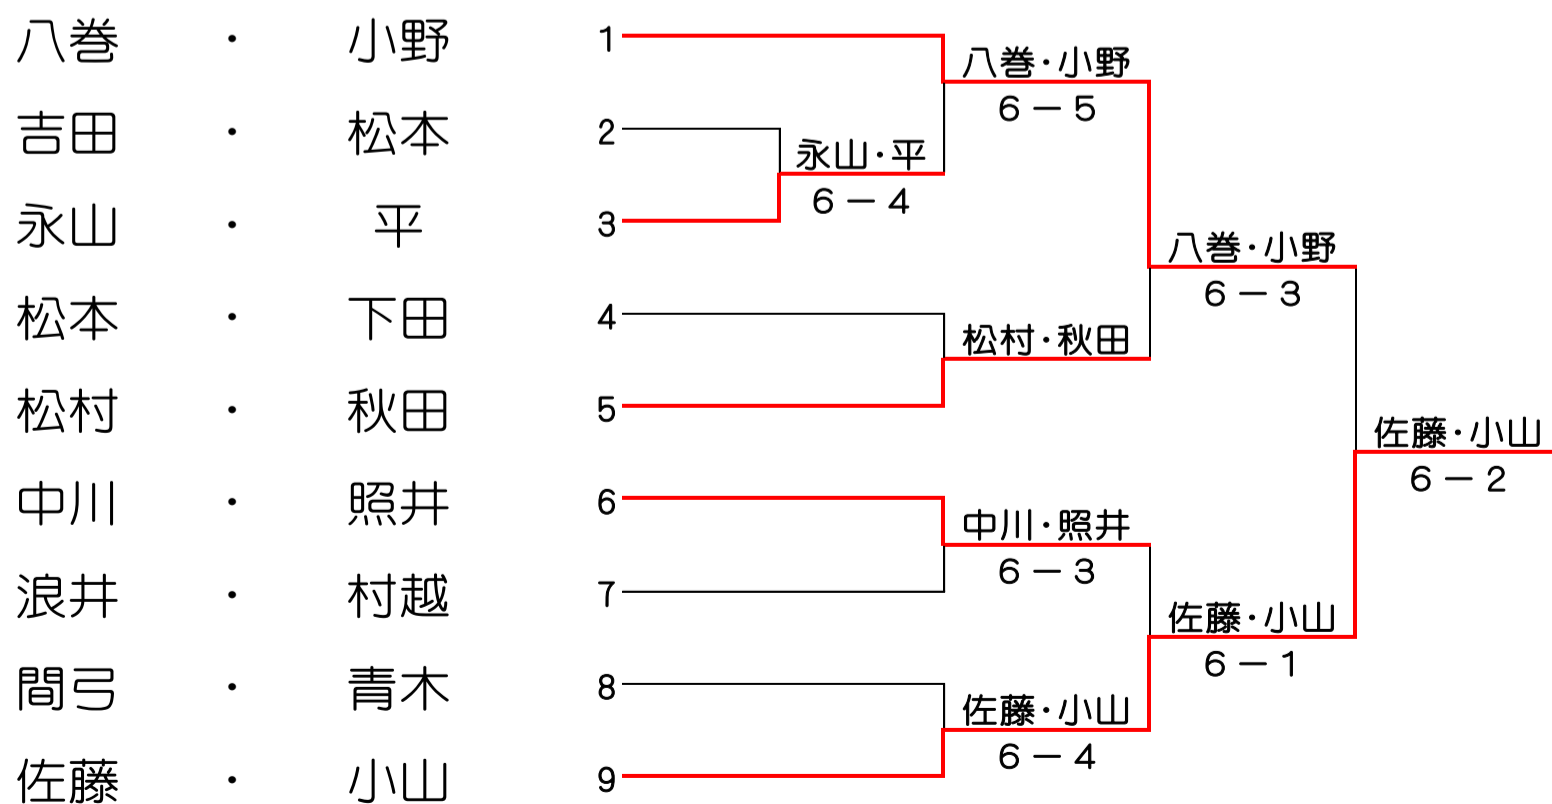 八巻 ・ 小野 1
八巻・小野
6－5
吉田 ・ 松本 2
永山・平
6－4
永山 ・ 平 3
八巻・小野
6－3
松本 ・ 下田 4
松村・秋田
松村 ・ 秋田 5
佐藤・小山
6－2
中川 ・ 照井 6
中川・照井
6－3
浪井 ・ 村越 7
佐藤・小山
6－1
間弓 ・ 青木 8
佐藤・小山
6－4
佐藤 ・ 小山 9